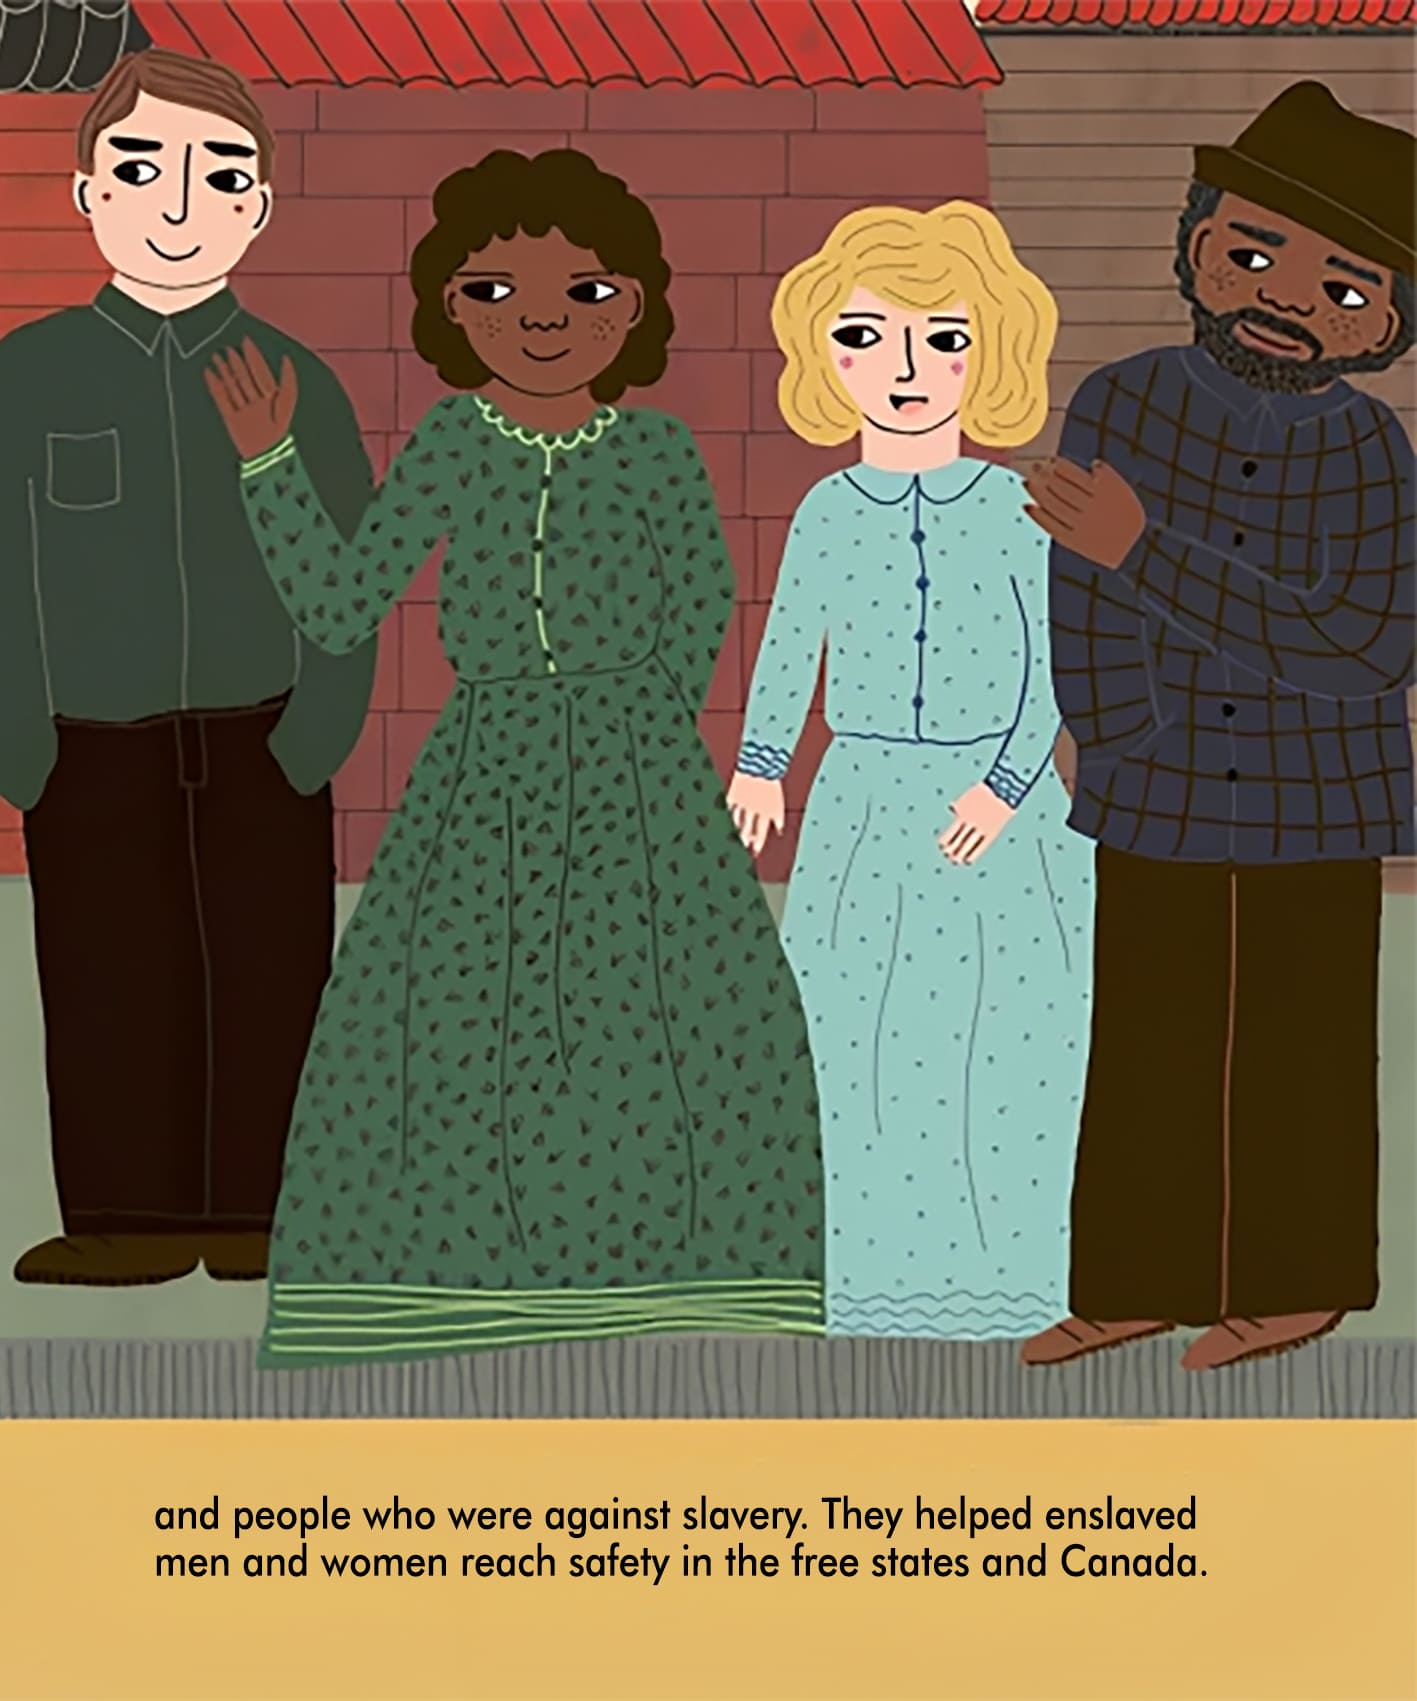 and people who were against slavery. They helped enslaved
men and women reach safety in the free states and Canada.